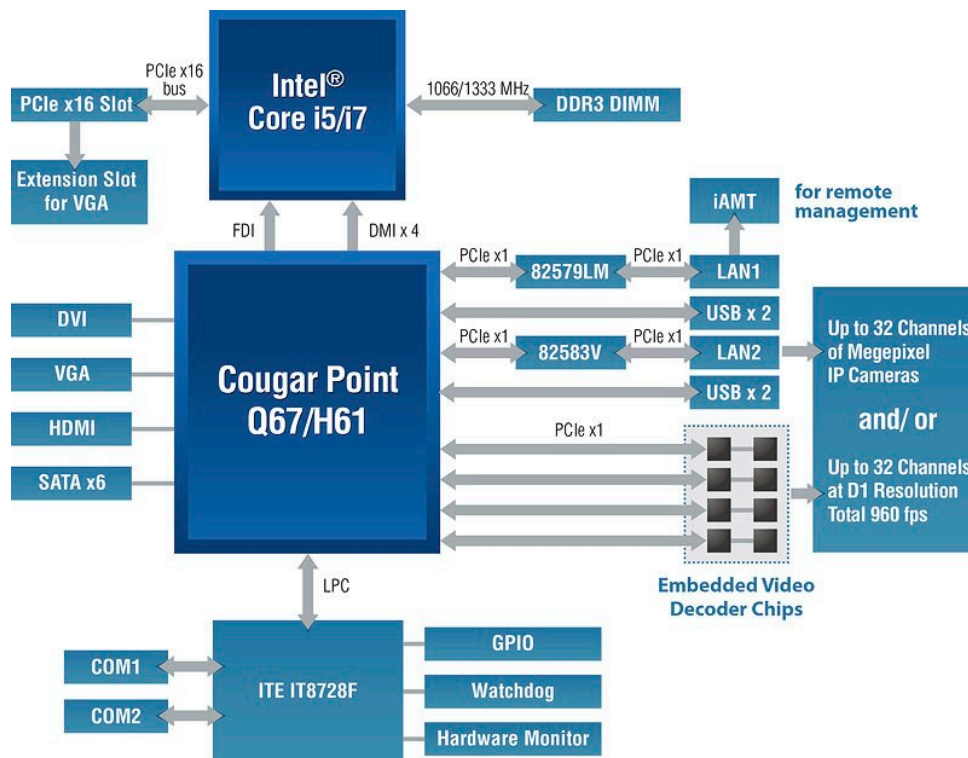 PCIe x16
bus
Intel®
Core i5/i7
1066/1333 MHz
PCIe x16 Slot
DDR3 DIMM
Extension Slot
for VGA
iAMT
for remote
management
FDI
DMI x 4
PCIe x1
82579LM
PCIe x1
LAN1
DVI
USB x 2
PCIe x1
82583V
PCIe x1
LAN2
VGA
USB x 2
Cougar Point
Q67/H61
HDMI
SATA x6
PCIe x1
Up to 32 Channels
of Megepixel
IP Cameras
and/ or
Up to 32 Channels
at D1 Resolution
Total 960 fps
Embedded Video
Decoder Chips
LPC
COM1
COM2
ITE IT8728F
GPIO
Watchdog
Hardware Monitor